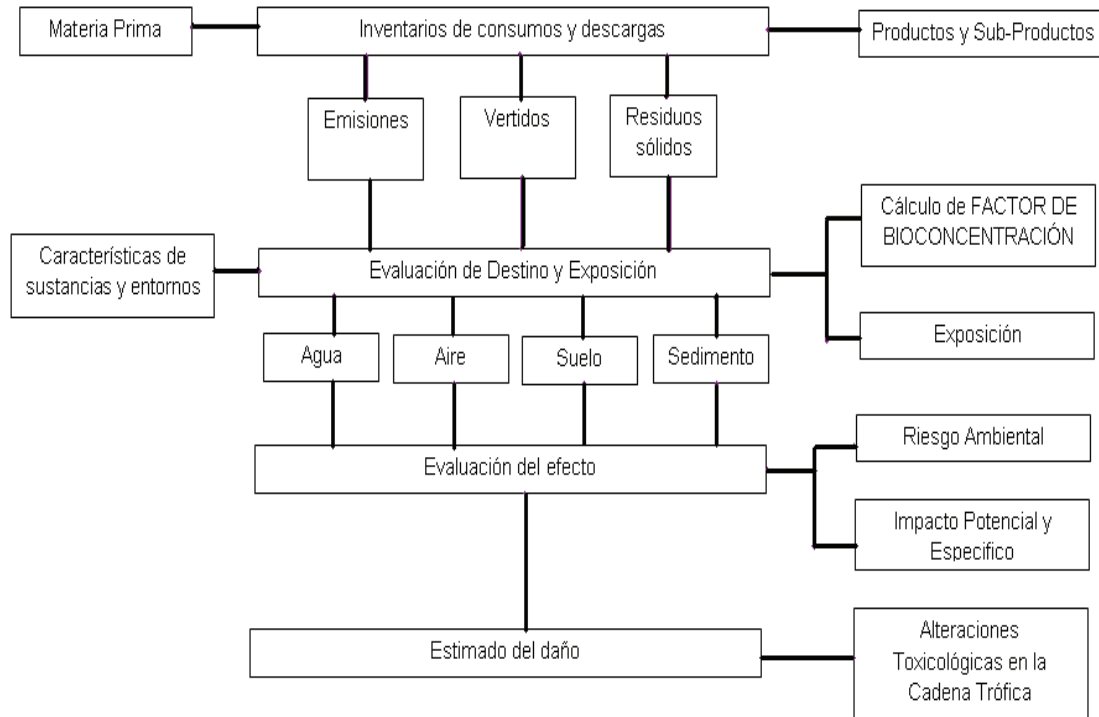 Materia Prima
Inventarios de consumos y descargas
Productos y Sub-Productos
Emisiones
Vertidos
Residuos
sólidos
Cálculo de FACTOR DE
BIOCONCENTRACIÓN
Características de
sustancias y entornos
Evaluación de Destino y Exposición
Exposición
Agua
Aire
Suelo
Sedimento
Riesgo Ambiental
Evaluación del efecto
Impacto Potencial y
Especifico
Estimado del daño
Alteraciones
Toxicológicas en la
Cadena Trófica